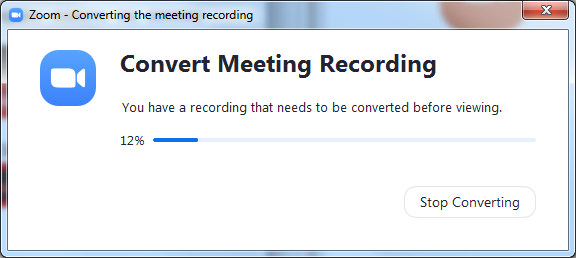 Zoom - Converting the meeting recording
Convert Meeting Recording
You have a recording that needs to be converted before viewing.
12%
Stop Converting